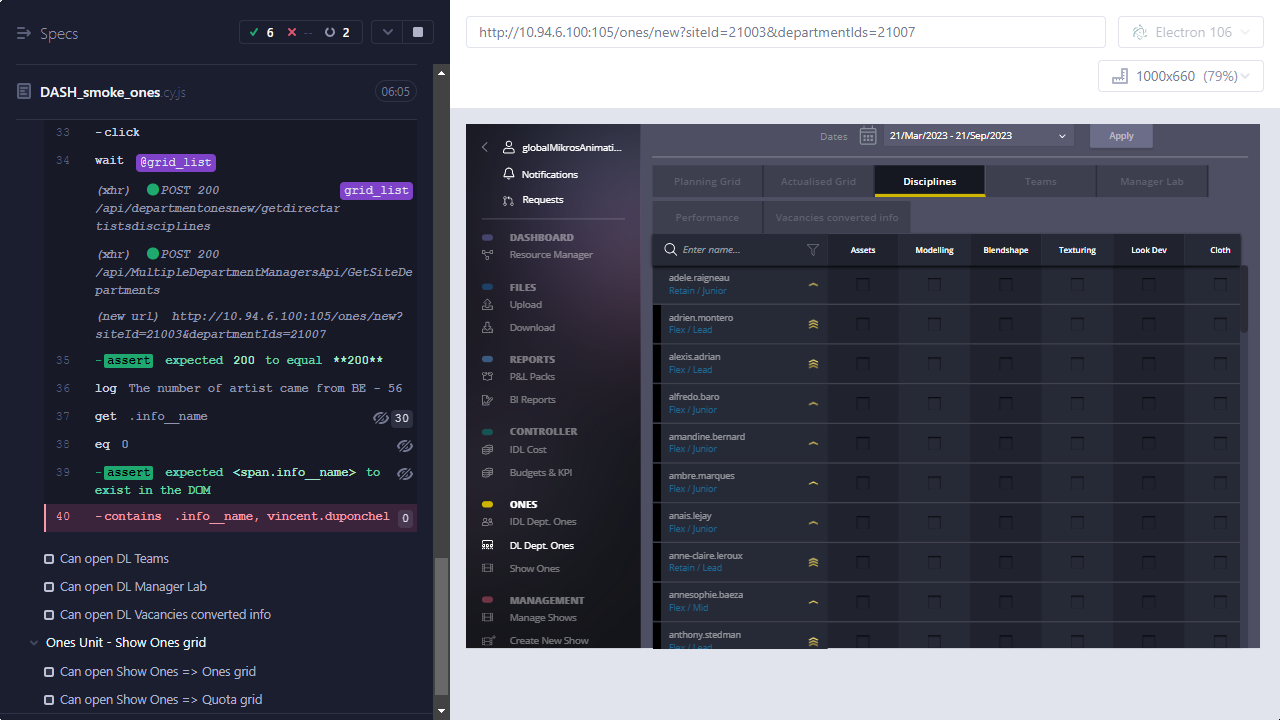 Specs
6
--
2
DASH_smoke_ones.cy.js
06:05
33 -click
34 wait @grid_list
(xhr) POST 200 grid_list
/api/departmentonesnew/getdirectar
tistsdisciplines
(xhr) POST 200
/api/MultipleDepartmentManagersApi/GetSiteDe
partments
(new url) http://10.94.6.100:105/ones/new?
siteId=21003&departmentIds=21007
35 -assert expected 200 to equal **200**
36 log The number of artist came from BE - 56
37 get .info__name 30
38 eq 0
39 -assert expected <span.info__name> to
exist in the DOM
40 -contains .info__name, vincent.duponchel 0
Can open DL Teams
Can open DL Manager Lab
Can open DL Vacancies converted info
Ones Unit - Show Ones grid
Can open Show Ones => Ones grid
Can open Show Ones => Quota grid
http://10.94.6.100:105/ones/new?siteId=21003&departmentIds=21007
Electron 106
1000x660 (79%)
globalMikrosAnimati...
Notifications
Requests
DASHBOARD
Resource Manager
FILES
Upload
Download
REPORTS
P&L Packs
BI Reports
CONTROLLER
IDL Cost
Budgets & KPI
ONES
IDL Dept. Ones
DL Dept. Ones
Show Ones
MANAGEMENT
Manage Shows
Create New Show
Dates 21/Mar/2023 - 21/Sep/2023 Apply
Planning Grid Actualised Grid Disciplines Teams Manager Lab
Performance Vacancies converted info
Enter name... Assets Modelling Blendshape Texturing Look Dev Cloth
adele.raigneau
Retain / Junior
adrien.montero
Flex / Lead
alexis.adrian
Flex / Lead
alfredo.baro
Flex / Junior
amandine.bernard
Flex / Junior
ambre.marques
Flex / Junior
anais.lejay
Flex / Junior
anne-claire.leroux
Retain / Lead
annesophie.baeza
Flex / Mid
anthony.stedman
Flex / Lead